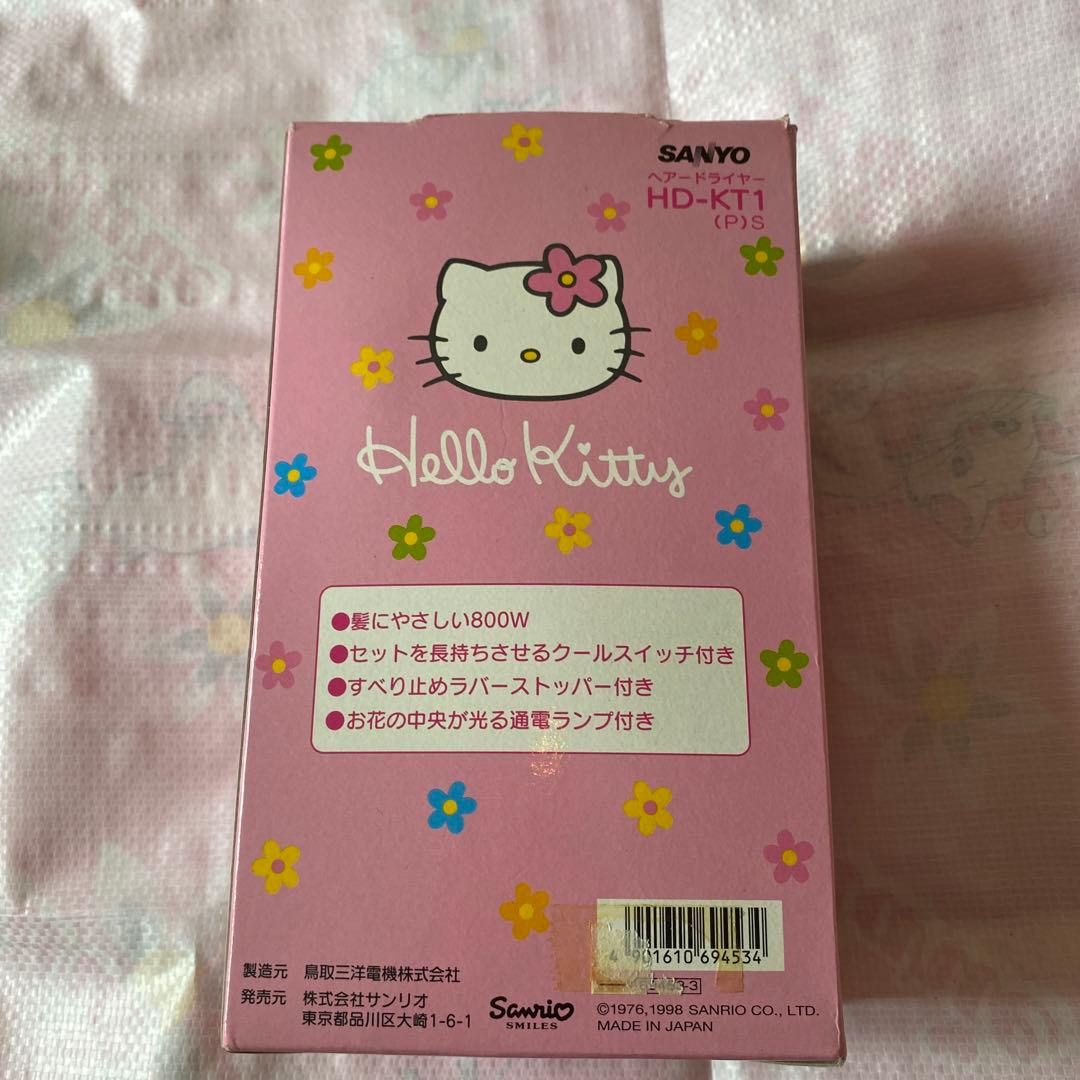 SANYO
ヘアードライヤー
HD-KT1
(P)S
Hello Kitty
●髪にやさしい800W
●セットを長持ちさせるクールスイッチ付き
●すべり止めラバーストッパー付き
●お花の中央が光る通電ランプ付き
4 901610 694534
製造元 鳥取三洋電機株式会社
発売元 株式会社サンリオ
東京都品川区大崎1-6-1
Sanrio
SMILES
©1976,1998 SANRIO CO., LTD.
MADE IN JAPAN